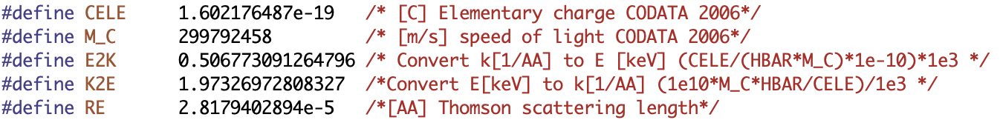 #define CELE     1.602176487e-19   /* [C] Elementary charge CODATA 2006*/
#define M_C      299792458         /* [m/s] speed of light CODATA 2006*/
#define E2K      0.506773091264796 /* Convert k[1/AA] to E [keV] (CELE/(HBAR*M_C)*1e-10)*1e3 */
#define K2E      1.97326972808327  /*Convert E[keV] to k[1/AA] (1e10*M_C*HBAR/CELE)/1e3 */
#define RE       2.8179402894e-5   /*[AA] Thomson scattering length*/